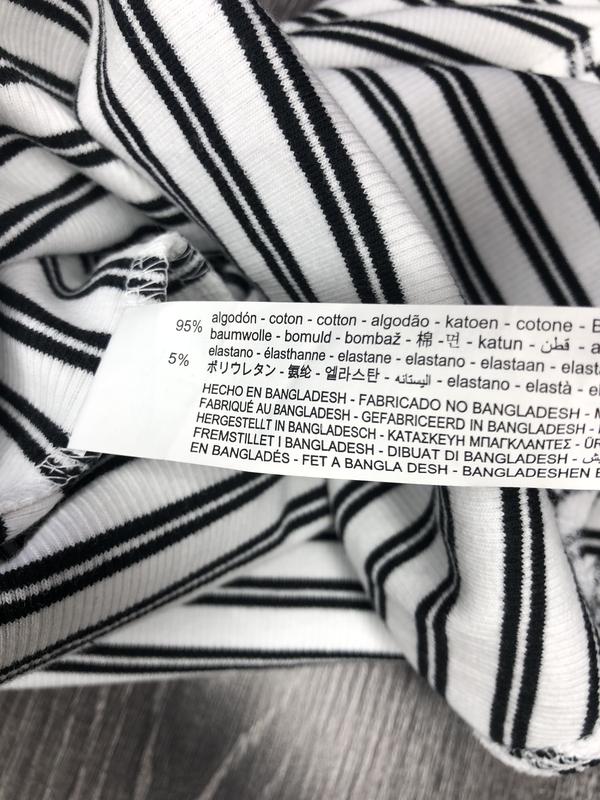 95% algodón - coton - cotton - algodão - katoen - cotone -
baumwolle - bomuld - bombaž - 棉 - 면 - katun - قطن -
5% elastano - élasthanne - elastane - elastano - elastaan -
ポリウレタン - 氨纶 - 엘라스탄 - اليستانه - elastano - elastà -
HECHO EN BANGLADESH - FABRICADO NO BANGLADESH -
FABRIQUÉ AU BANGLADESH - GEFABRICEERD IN BANGLADESH -
HERGESTELLT IN BANGLADESCH - ΚΑΤΑΣΚΕΥΗ ΜΠΑΓΚΛΑΝΤΕΣ -
FREMSTILLET I BANGLADESH - DIBUAT DI BANGLADESH -
EN BANGLADÉS - FET A BANGLA DESH - BANGLADESHEN